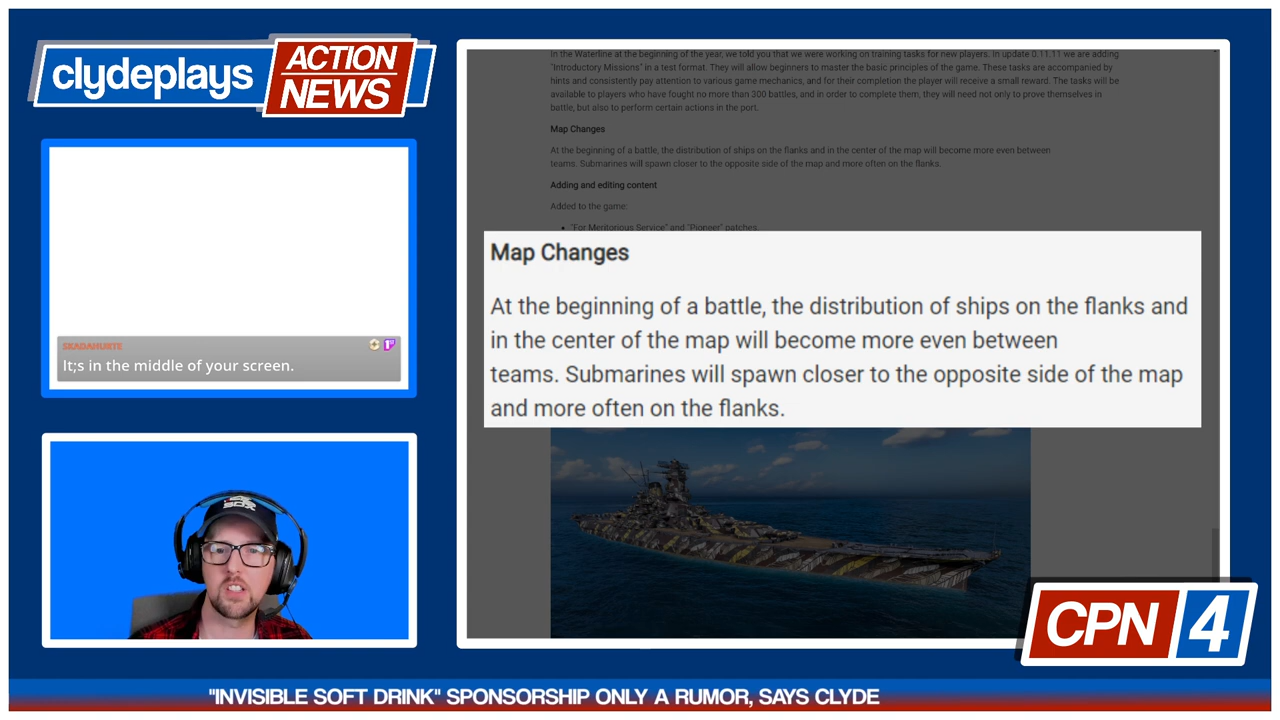 clydeplays
ACTION
NEWS
SKADAHUSTE
It;s in the middle of your screen.
In the Waterline at the beginning of the year, we told you that we were working on training tasks for new players. In update 0.11.11 we are adding
"Introductory Missions" in a test format. They will allow beginners to master the basic principles of the game. These tasks are accompanied by
hints and consistently pay attention to various game mechanics, and for their completion the player will receive a small reward. The tasks will be
available to players who have fought no more than 300 battles, and in order to complete them, they will need not only to prove themselves in
battle, but also to perform certain actions in the port.
Map Changes
At the beginning of a battle, the distribution of ships on the flanks and in the center of the map will become more even between
teams. Submarines will spawn closer to the opposite side of the map and more often on the flanks.
Adding and editing content
Added to the game:
"For Meritorious Service" and "Pioneer" patches.
Map Changes
At the beginning of a battle, the distribution of ships on the flanks and
in the center of the map will become more even between
teams. Submarines will spawn closer to the opposite side of the map
and more often on the flanks.
CPN 4
"INVISIBLE SOFT DRINK" SPONSORSHIP ONLY A RUMOR, SAYS CLYDE